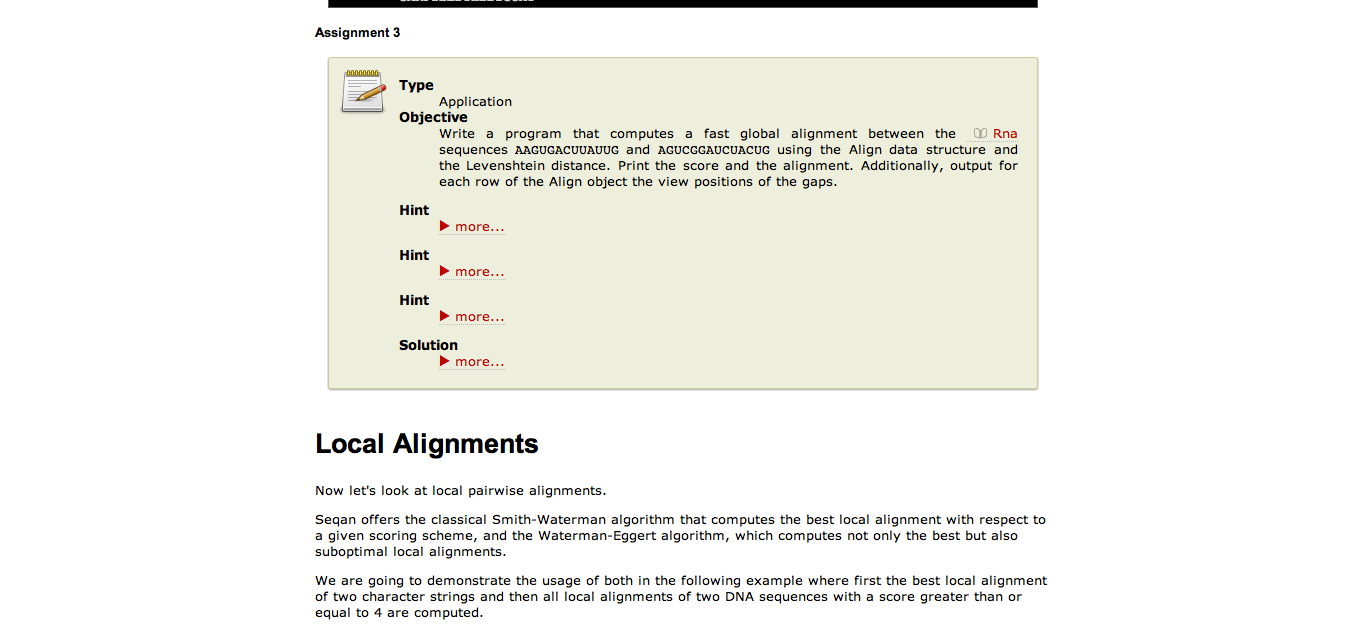 Assignment 3
Type
Application
Objective
Write a program that computes a fast global alignment between the Rna
sequences AAGUGACUUAUUG and AGUCGGAUCUACUG using the Align data structure and
the Levenshtein distance. Print the score and the alignment. Additionally, output for
each row of the Align object the view positions of the gaps.
Hint
more...
Hint
more...
Hint
more...
Solution
more...
Local Alignments
Now let's look at local pairwise alignments.
Seqan offers the classical Smith-Waterman algorithm that computes the best local alignment with respect to
a given scoring scheme, and the Waterman-Eggert algorithm, which computes not only the best but also
suboptimal local alignments.
We are going to demonstrate the usage of both in the following example where first the best local alignment
of two character strings and then all local alignments of two DNA sequences with a score greater than or
equal to 4 are computed.